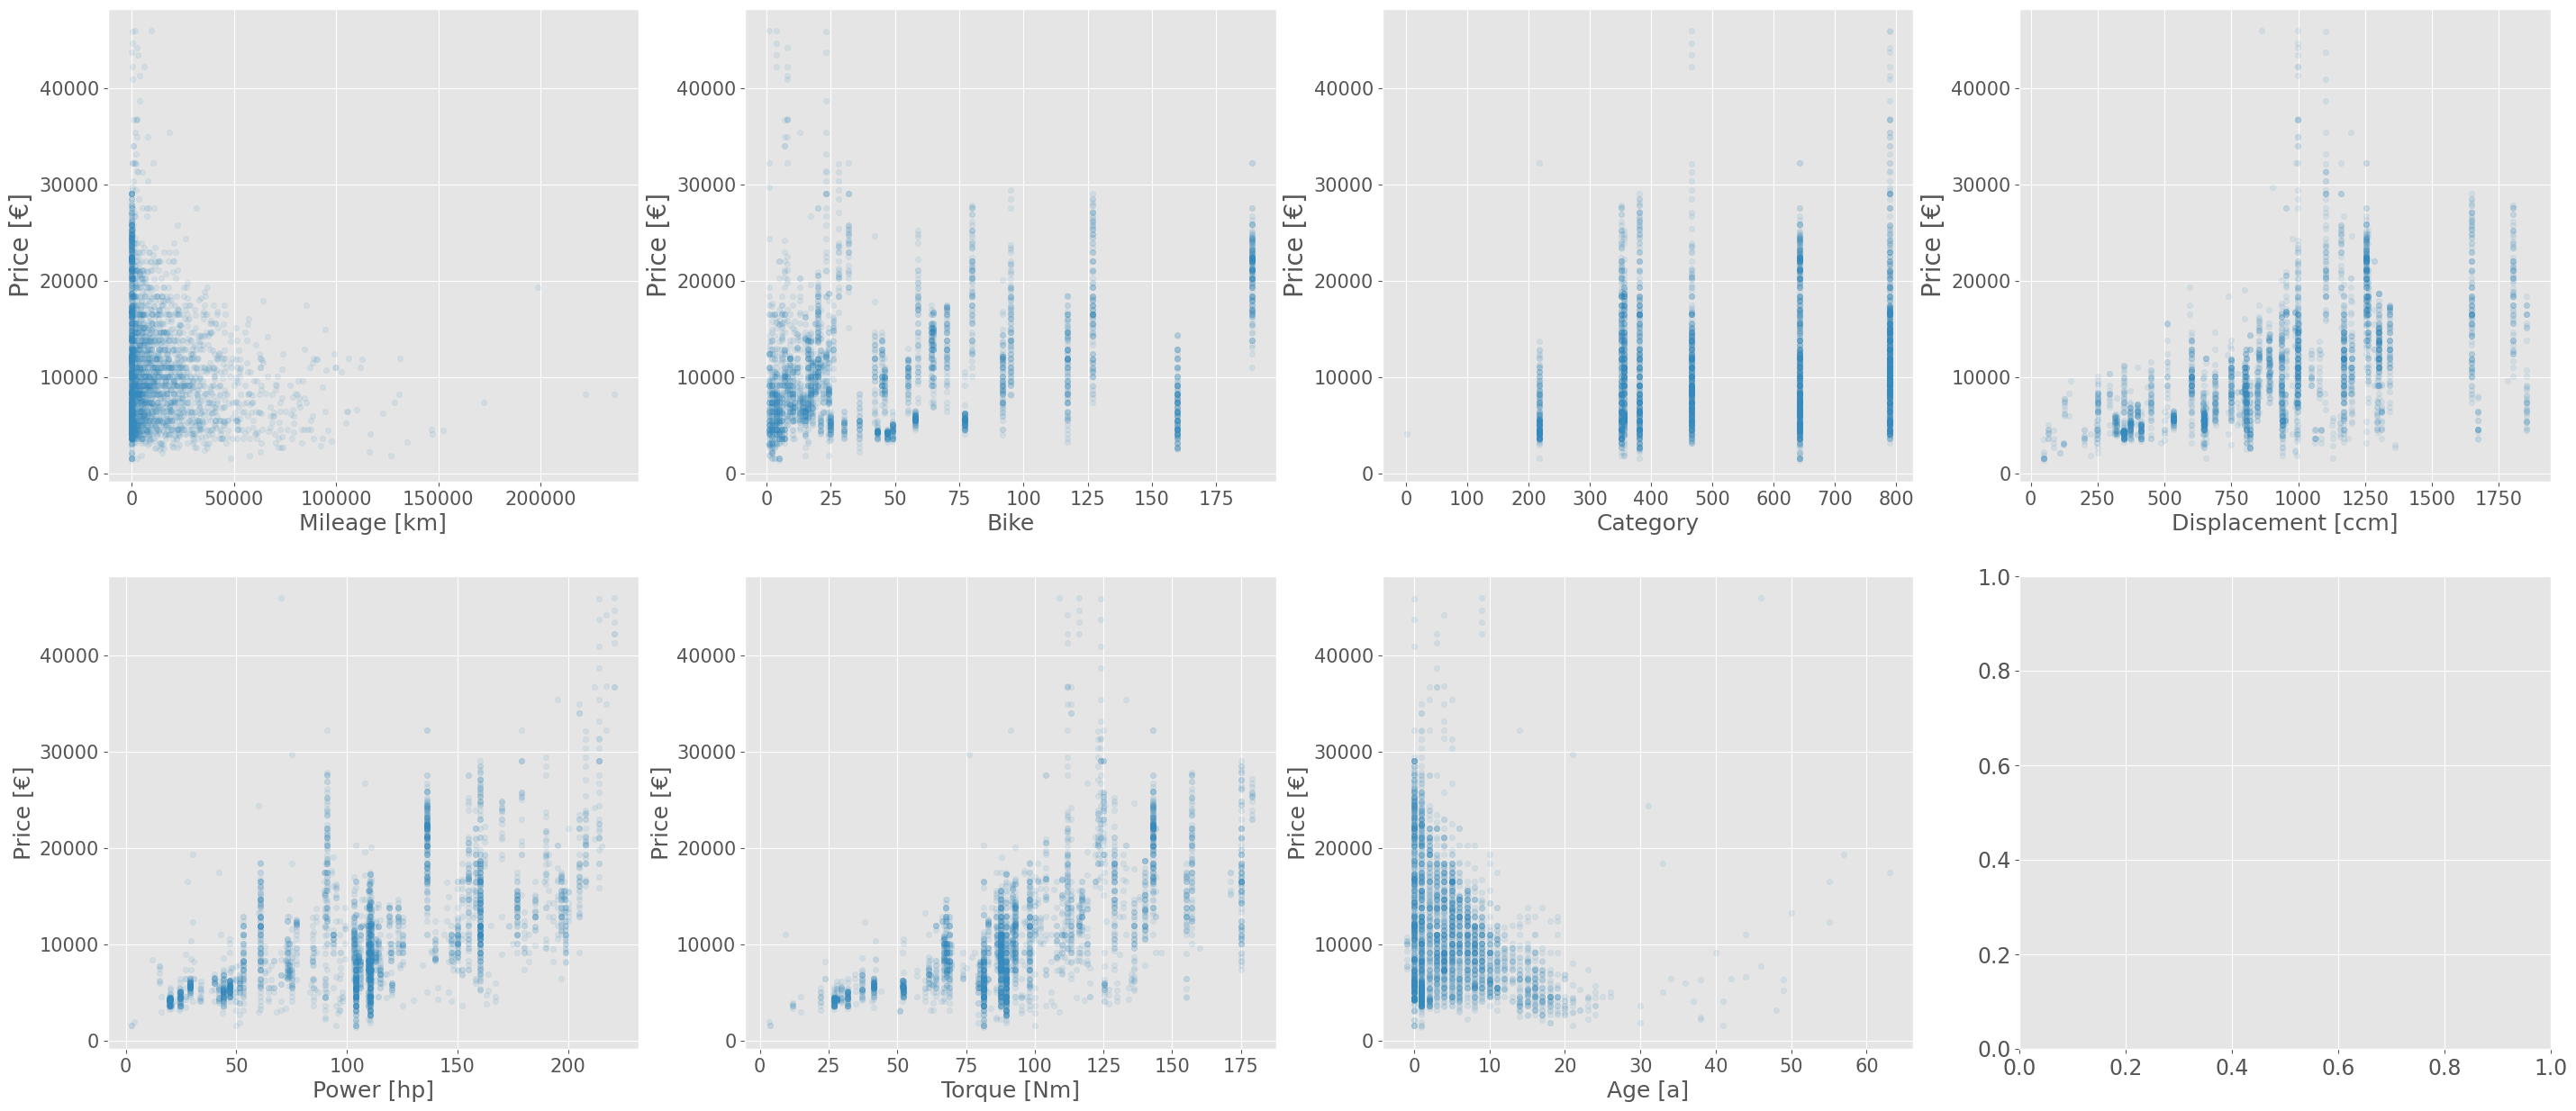 40000
30000
20000
10000
0
Price [€]
0 50000 100000 150000 200000
Mileage [km]
40000
30000
20000
10000
0
Price [€]
0 25 50 75 100 125 150 175
Bike
40000
30000
20000
10000
0
Price [€]
0 100 200 300 400 500 600 700 800
Category
40000
30000
20000
10000
0
Price [€]
0 250 500 750 1000 1250 1500 1750
Displacement [ccm]
40000
30000
20000
10000
0
Price [€]
0 50 100 150 200
Power [hp]
40000
30000
20000
10000
0
Price [€]
0 25 50 75 100 125 150 175
Torque [Nm]
40000
30000
20000
10000
0
Price [€]
0 10 20 30 40 50 60
Age [a]
1.0
0.8
0.6
0.4
0.2
0.0
0.0 0.2 0.4 0.6 0.8 1.0